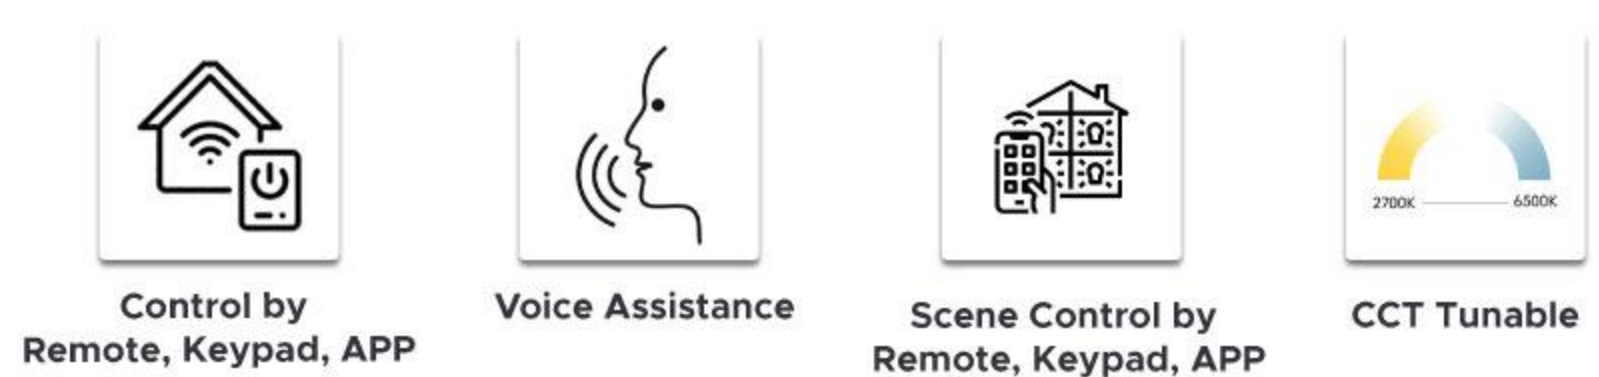 Control by
Remote, Keypad, APP
Voice Assistance
Scene Control by
Remote, Keypad, APP
2700K
6500K
CCT Tunable